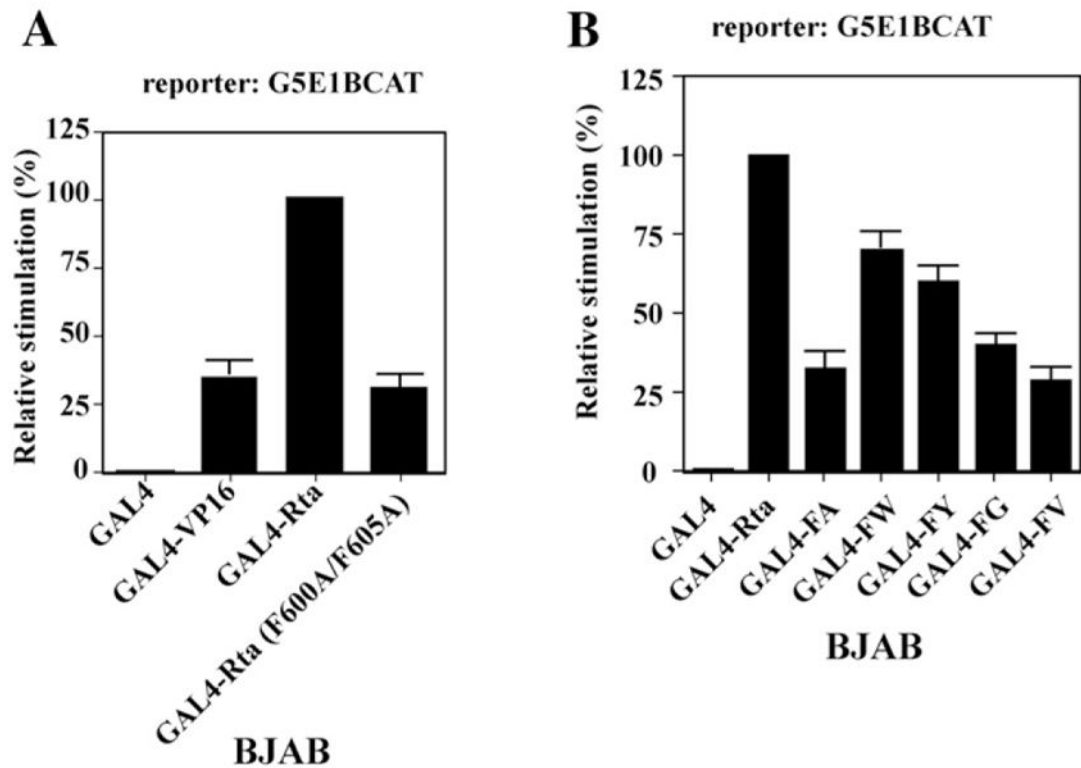 A
reporter: G5E1BCAT
Relative stimulation (%)
125
100
75
50
25
0
GAL4
GAL4-VP16
GAL4-Rta
GAL4-Rta (F600A/F605A)
BJAB
B
reporter: G5E1BCAT
Relative stimulation (%)
125
100
75
50
25
0
GAL4
GAL4-Rta
GAL4-FA
GAL4-FW
GAL4-FY
GAL4-FG
GAL4-FV
BJAB